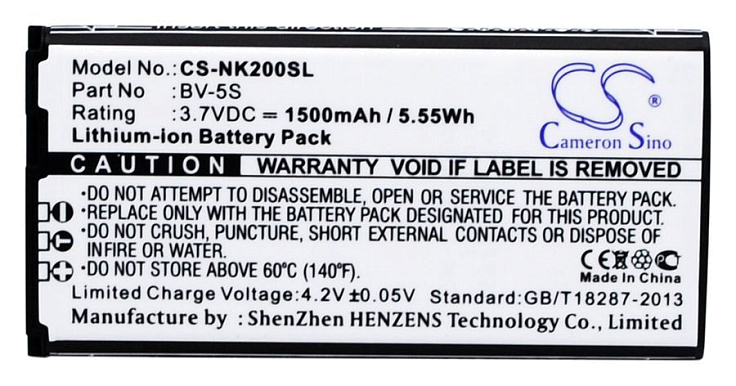 Model No.: CS-NK200SL
Part No : BV-5S
Rating : 3.7VDC = 1500mAh / 5.55Wh
Lithium-ion Battery Pack
CS
®
Cameron Sino
CAUTION WARRANTY VOID IF LABEL IS REMOVED
·DO NOT ATTEMPT TO DISASSEMBLE, OPEN OR SERVICE THE BATTERY PACK.
·REPLACE ONLY WITH THE BATTERY PACK DESIGNATED FOR THIS PRODUCT.
·DO NOT CRUSH, PUNCTURE, SHORT EXTERNAL CONTACTS OR DISPOSE OF
INFIRE OR WATER.
·DO NOT STORE ABOVE 60°C (140°F).
CE
Made In China
Limited Charge Voltage:4.2V±0.05V Standard:GB/T18287-2013
Manufacture by : ShenZhen HENZENS Technology Co., Limited